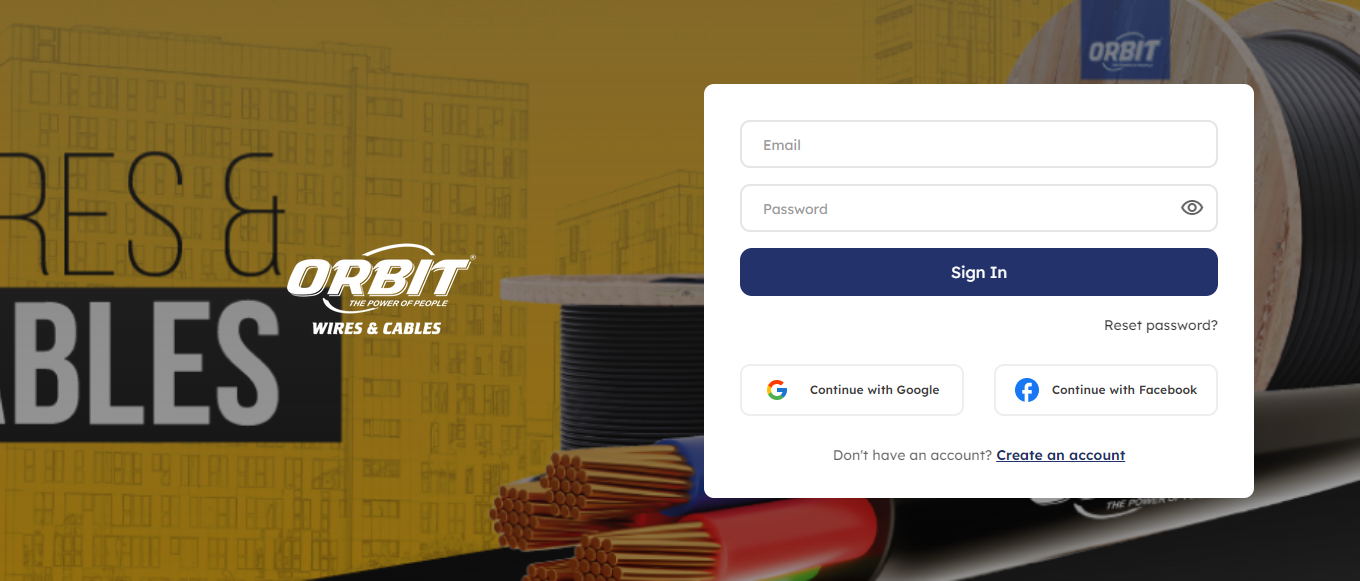 ORBIT
RES &
ABLES
ORBIT®
THE POWER OF PEOPLE
WIRES & CABLES
Email
Password
Sign In
Reset password?
Continue with Google
Continue with Facebook
Don't have an account? Create an account
THE POWER OF